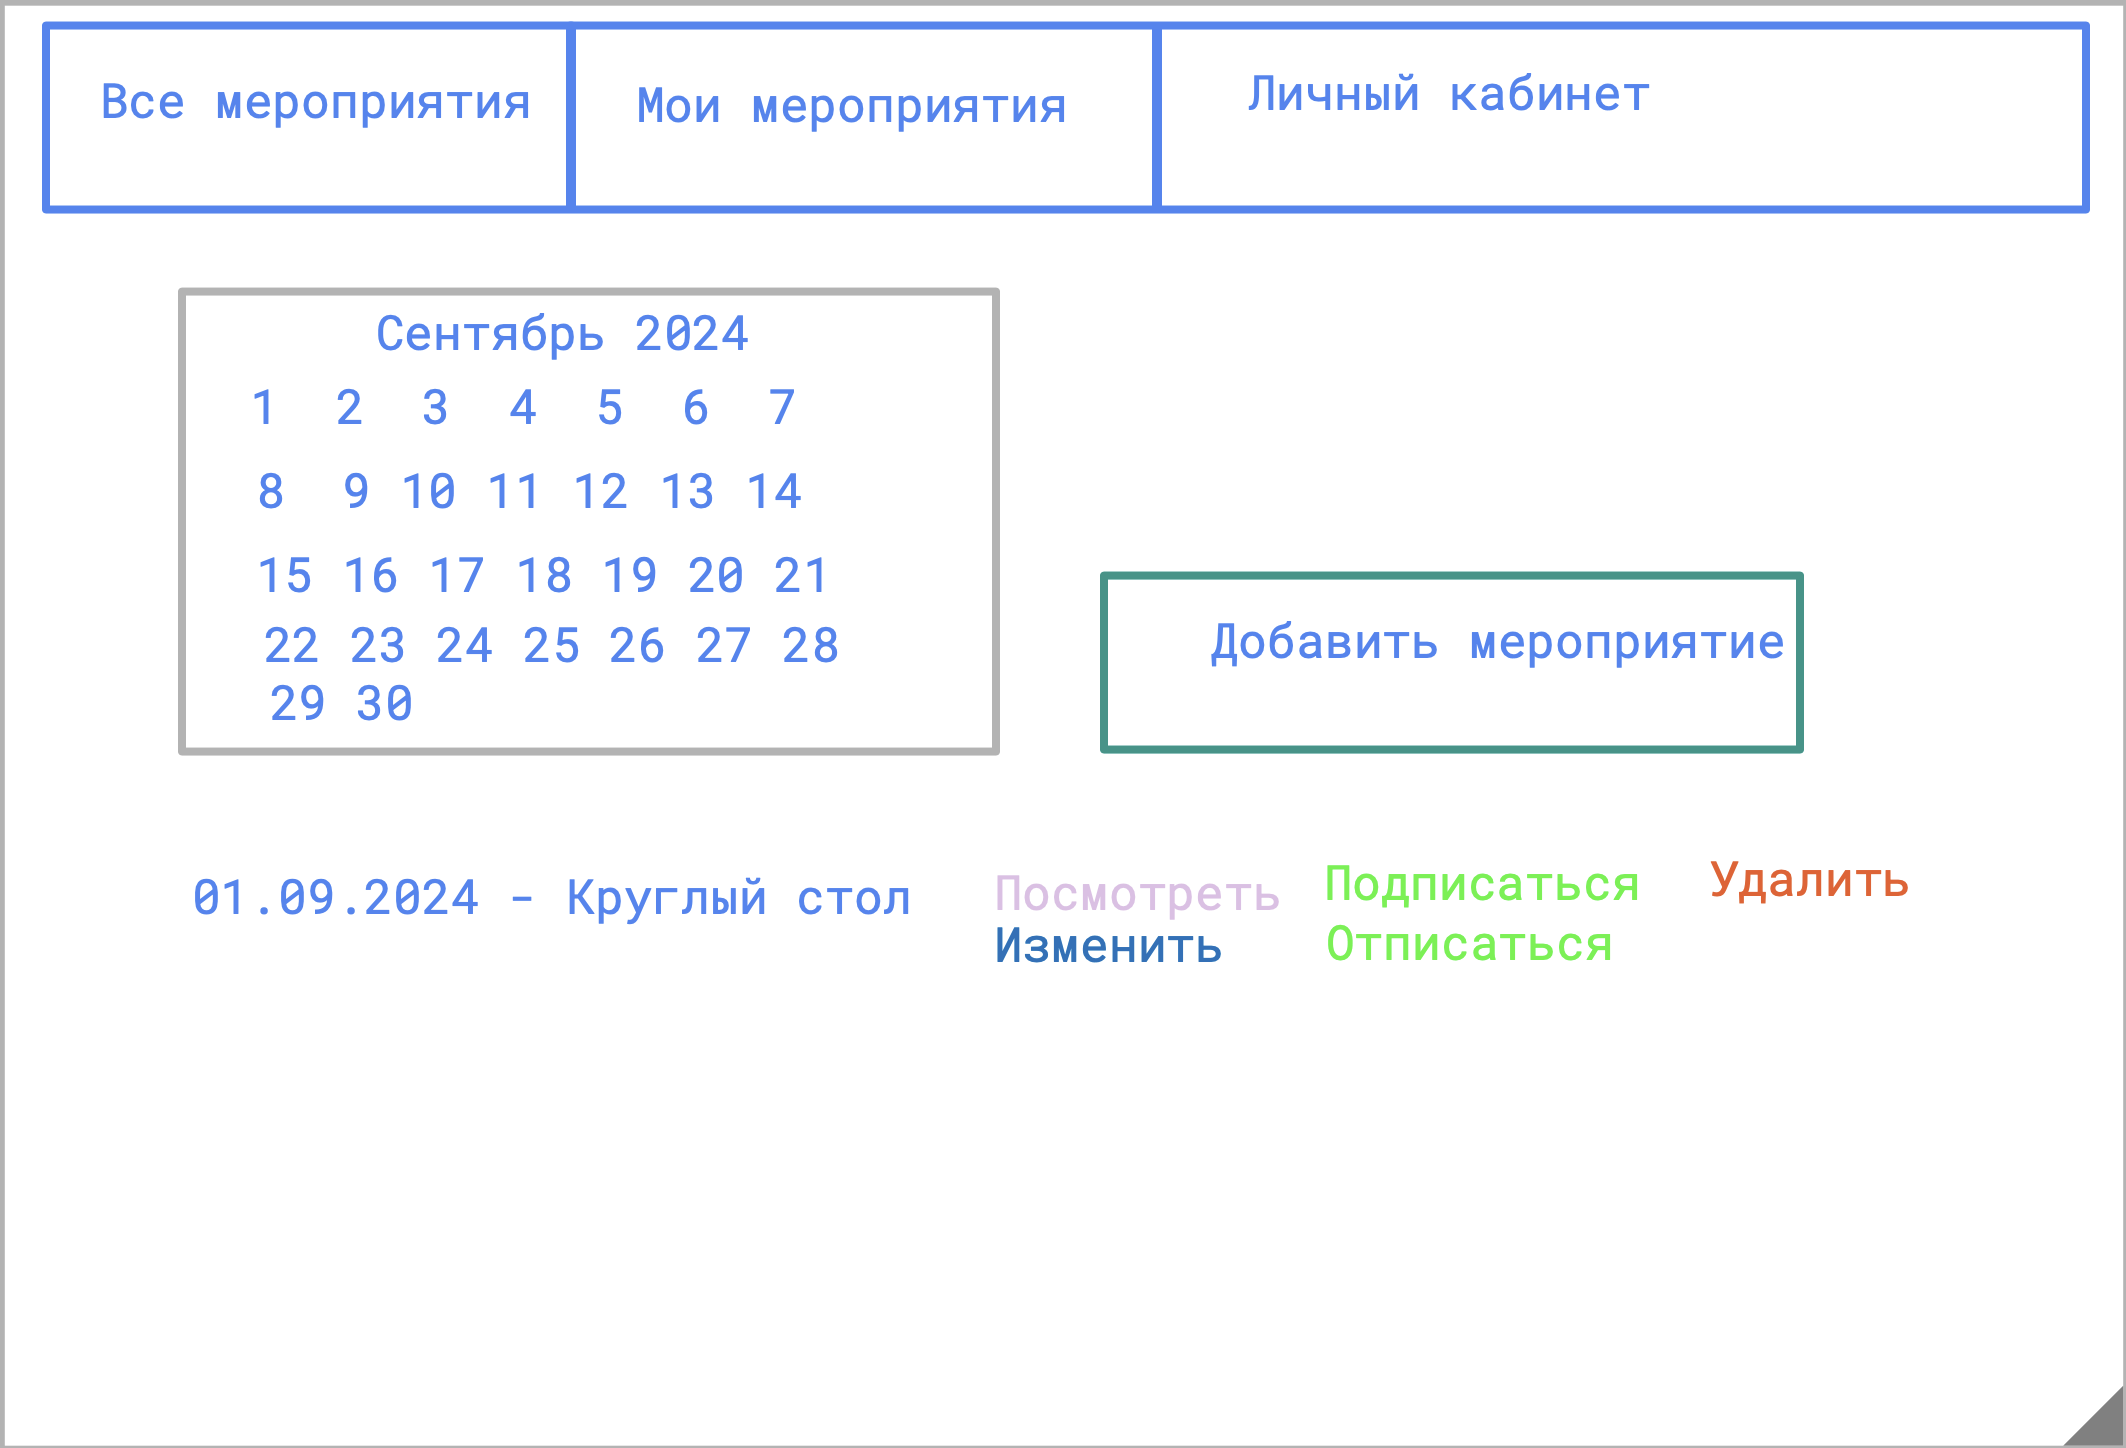 Все мероприятия
Мои мероприятия
Личный кабинет
Сентябрь 2024
1 2 3 4 5 6 7
8 9 10 11 12 13 14
15 16 17 18 19 20 21
22 23 24 25 26 27 28
29 30
Добавить мероприятие
01.09.2024 - Круглый стол
Посмотреть
Подписаться
Удалить
Изменить
Отписаться